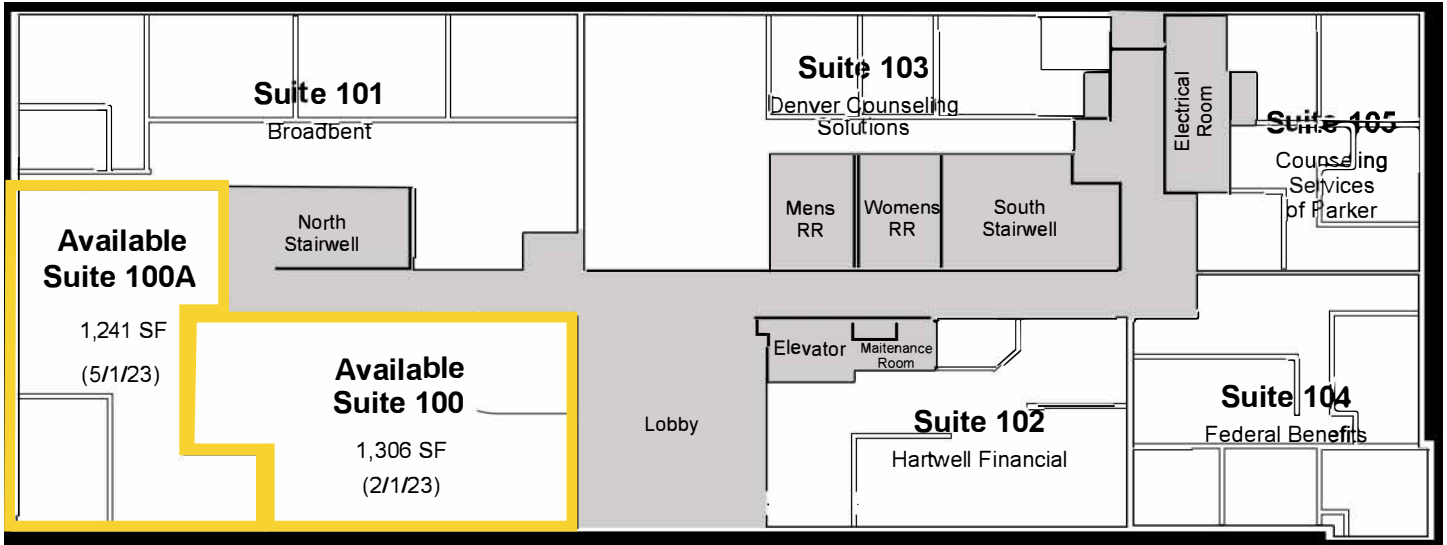 Suite 101
Broadbent
Suite 103
Denver Counseling
Solutions
Electrical
Room
Suite 105
Counseling
Services
of Parker
North
Stairwell
Mens
RR
Womens
RR
South
Stairwell
Available
Suite 100A
1,241 SF
(5/1/23)
Available
Suite 100
1,306 SF
(2/1/23)
Lobby
Elevator
Maitenance
Room
Suite 102
Hartwell Financial
Suite 104
Federal Benefits